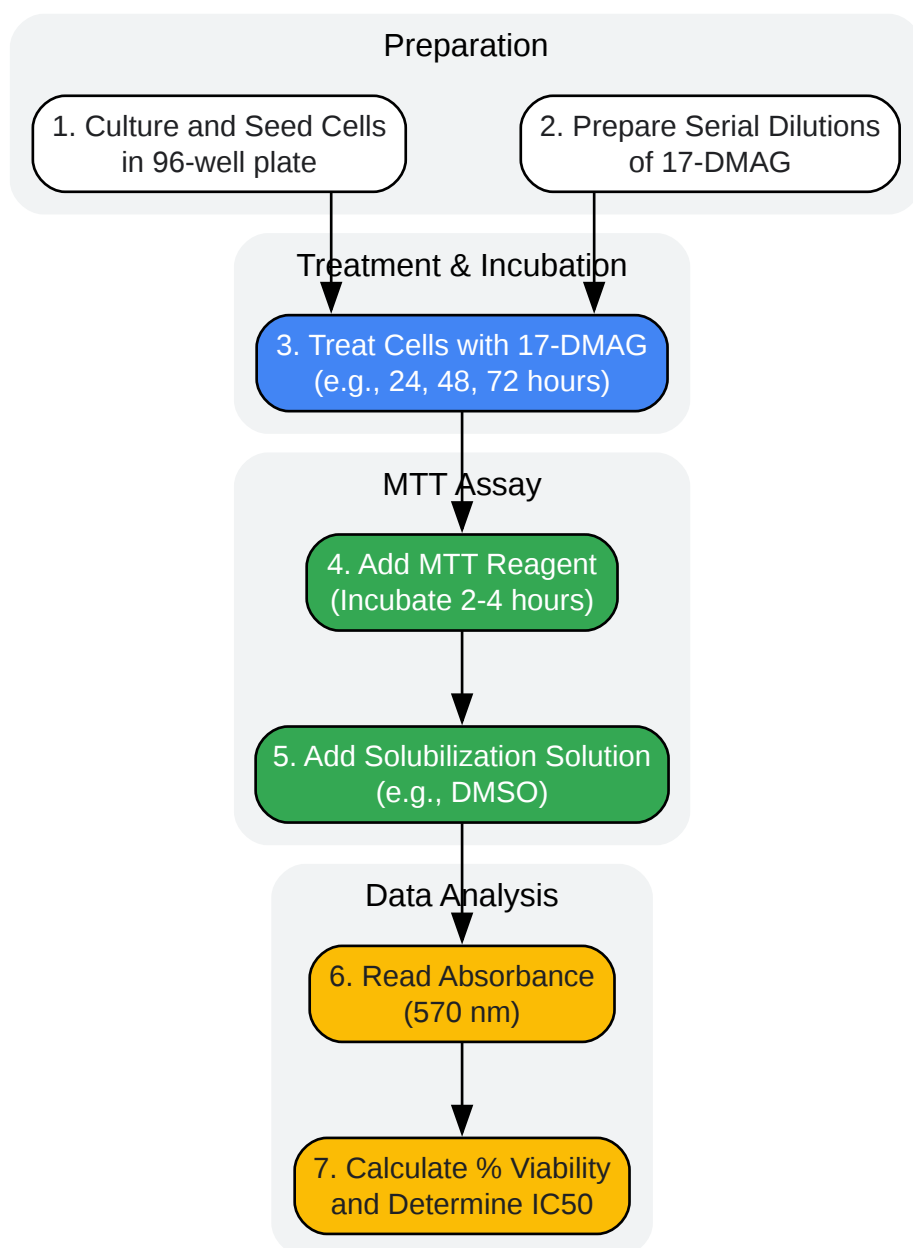 Preparation
1. Culture and Seed Cells
in 96-well plate
2. Prepare Serial Dilutions
of 17-DMAG
Treatment & Incubation
3. Treat Cells with 17-DMAG
(e.g., 24, 48, 72 hours)
MTT Assay
4. Add MTT Reagent
(Incubate 2-4 hours)
5. Add Solubilization Solution
(e.g., DMSO)
Data Analysis
6. Read Absorbance
(570 nm)
7. Calculate % Viability
and Determine IC50